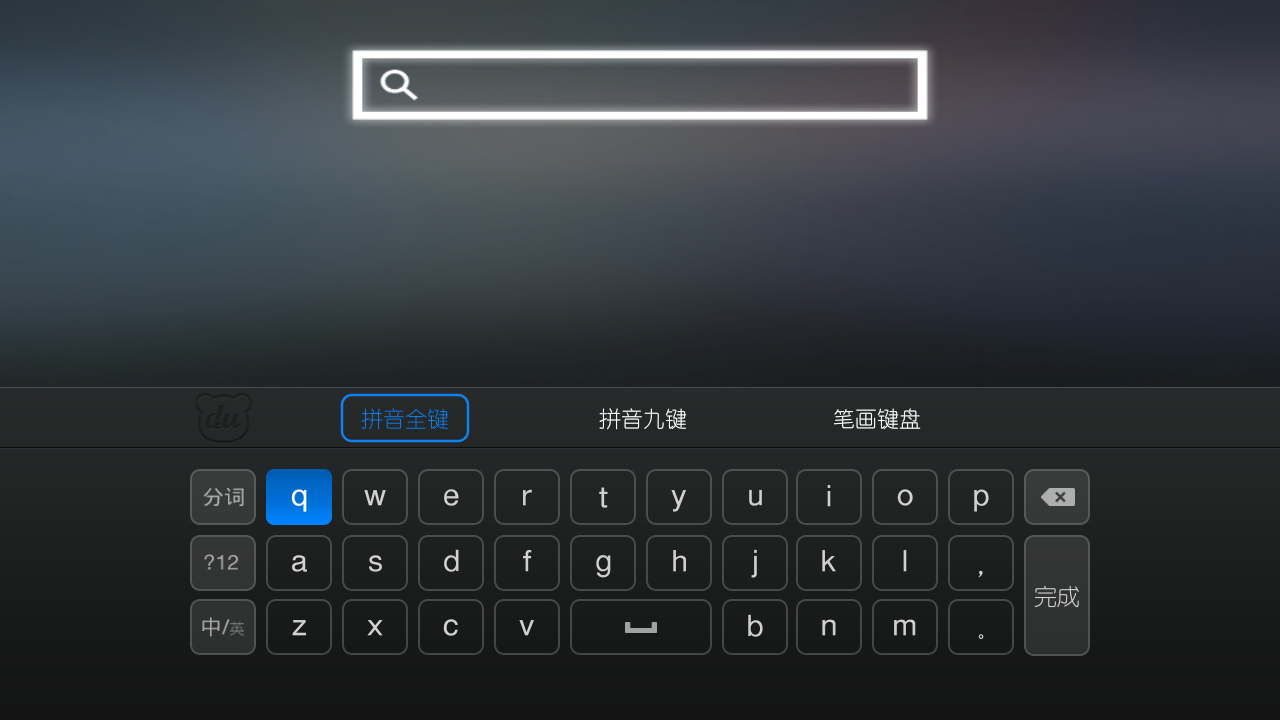 du 拼音全键 拼音九键 笔画键盘
分词 q w e r t y u i o p
?12 a s d f g h j k l ，
完成
中/英 z x c v b n m 。